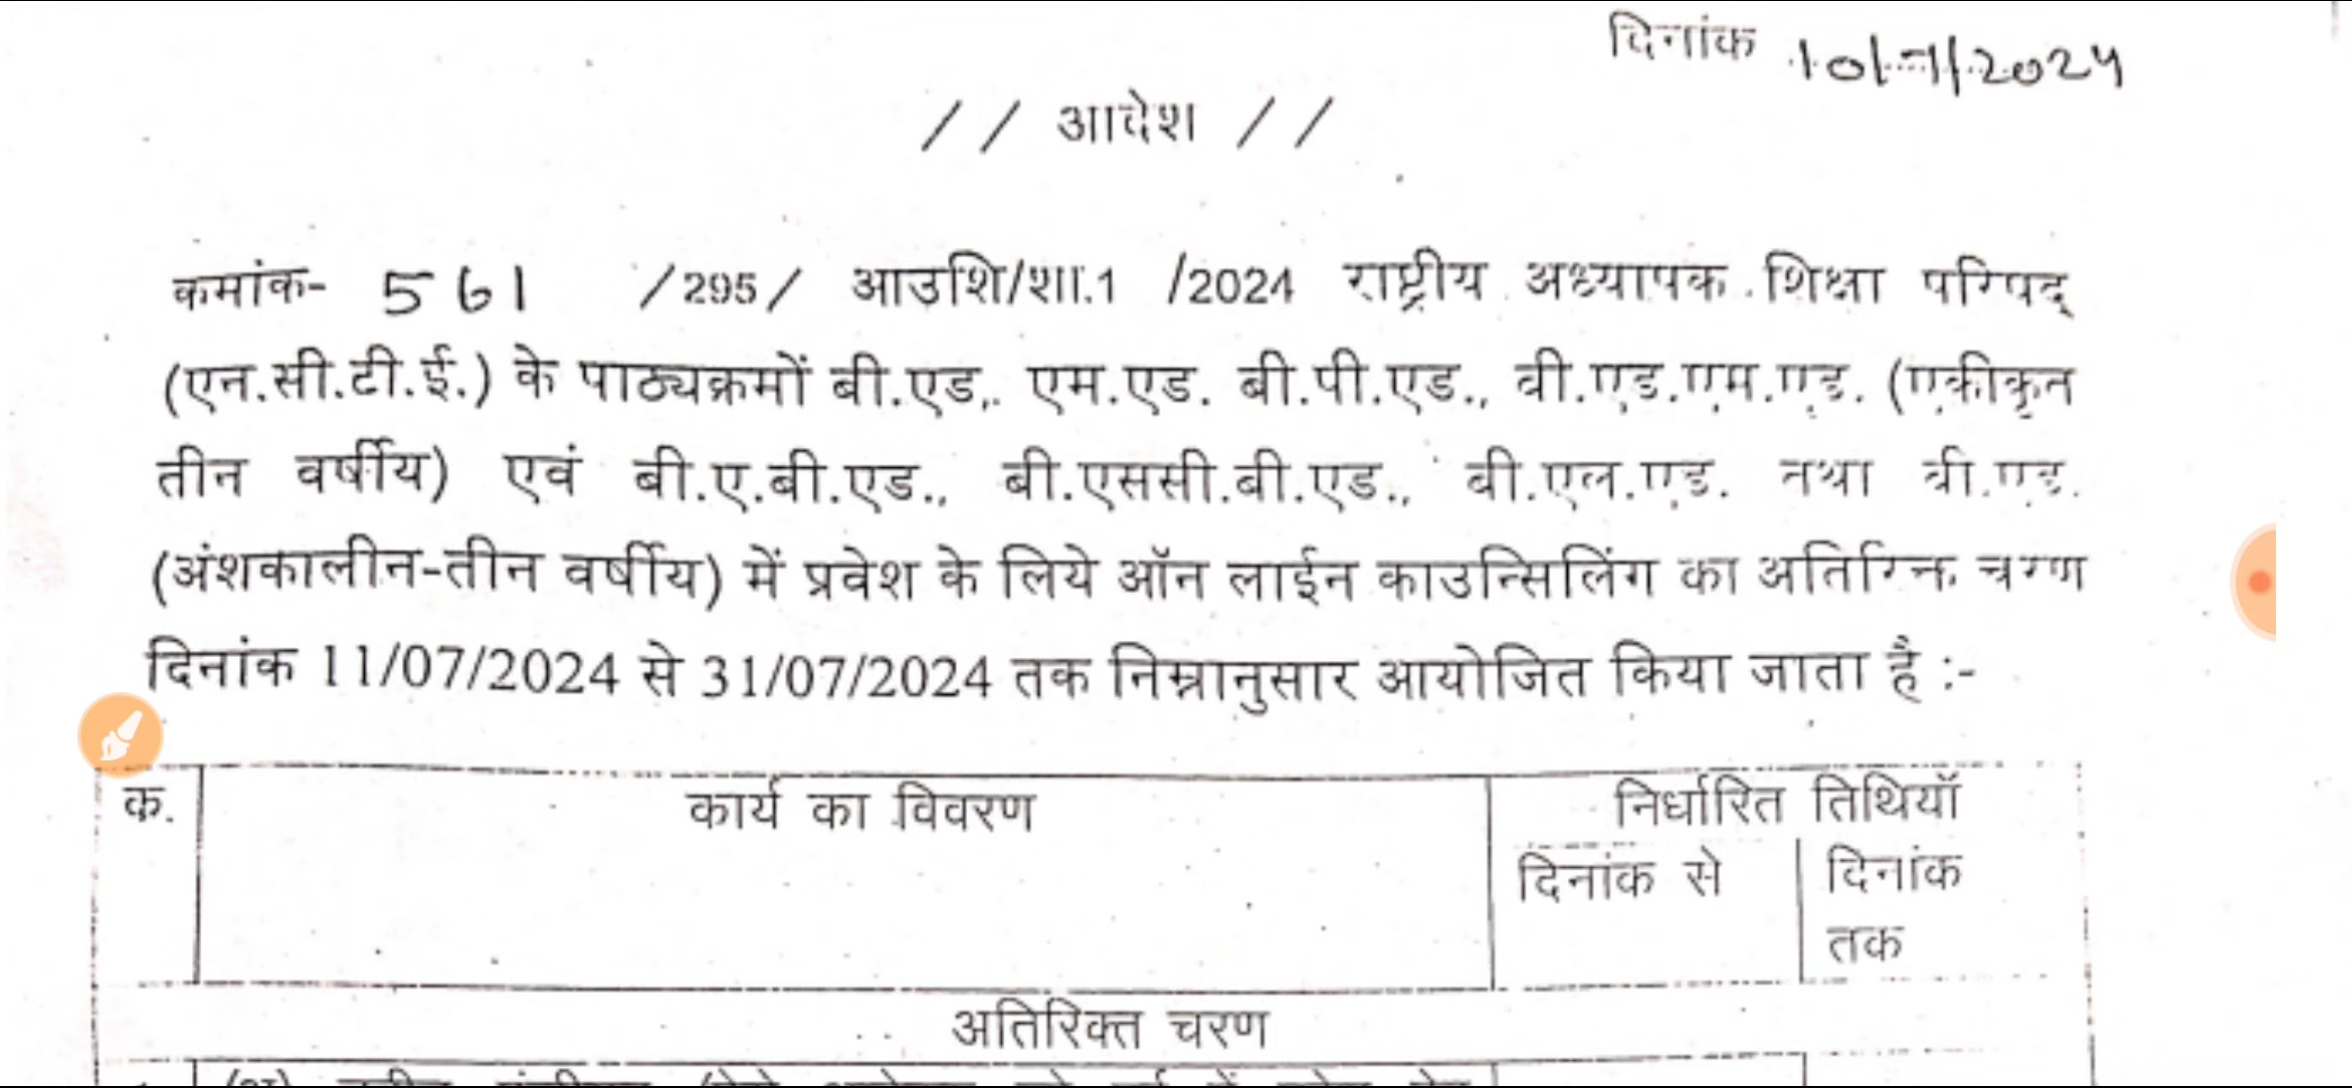 दिनांक 10/7/2024
// आदेश //
कमांक- 561 /295/ आउशि/शा.1 /2024 राष्ट्रीय अध्यापक शिक्षा परिषद्
(एन.सी.टी.ई.) के पाठ्यक्रमों बी.एड., एम.एड. बी.पी.एड., बी.एड.एम.एड. (एकीकृत
तीन वर्षीय) एवं बी.ए.बी.एड., बी.एससी.बी.एड., बी.एल.एड. तथा बी.एड.
(अंशकालीन-तीन वर्षीय) में प्रवेश के लिये ऑन लाईन काउन्सिलिंग का अतिरिक्त चरण
दिनांक 11/07/2024 से 31/07/2024 तक निम्नानुसार आयोजित किया जाता है :-
क. कार्य का विवरण निर्धारित तिथियॉ
दिनांक से दिनांक
तक
अतिरिक्त चरण